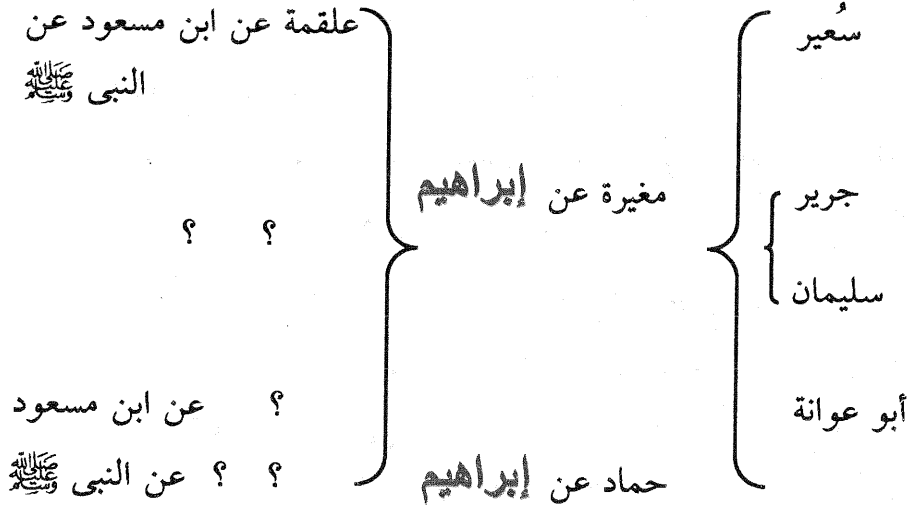 سُعير
علقمة عن ابن مسعود عن
النبى ﷺ
جرير
مغيرة عن إبراهيم
؟ ؟
سليمان
أبو عوانة
؟ عن ابن مسعود
حماد عن إبراهيم
؟ ؟ عن النبى ﷺ